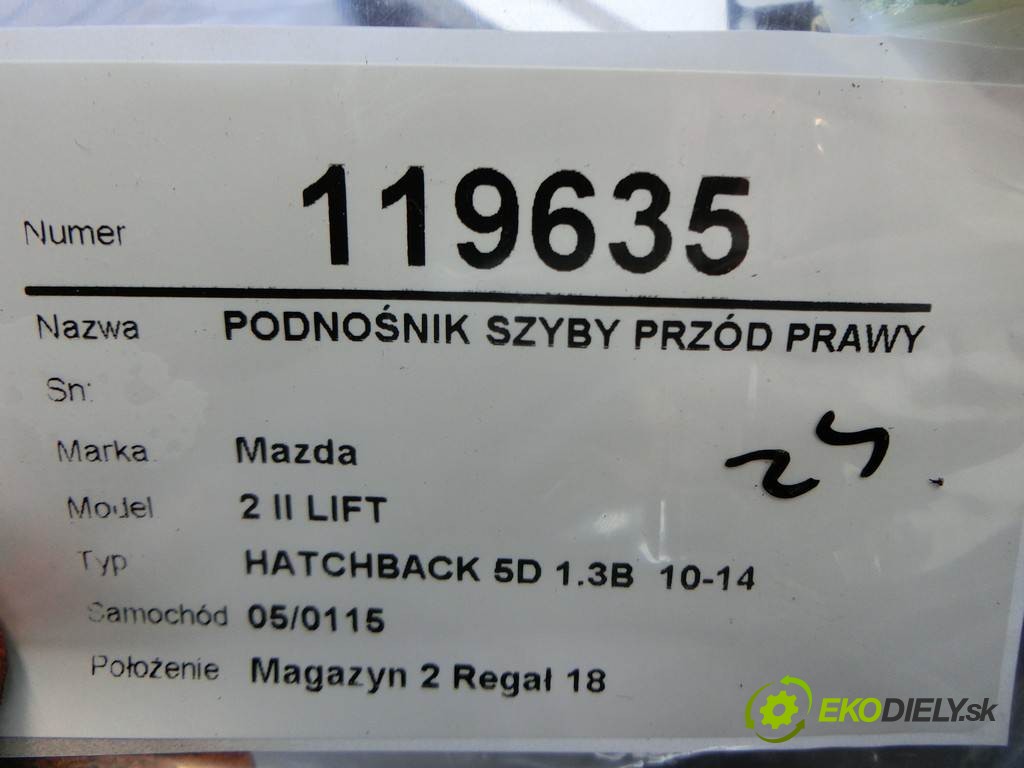 Numer 119635
Nazwa PODNOŚNIK SZYBY PRZÓD PRAWY
Sn:
Marka Mazda
Model 2 II LIFT
Typ HATCHBACK 5D 1.3B 10-14
Samochód 05/0115
Położenie Magazyn 2 Regał 18
EKODIELY.sk